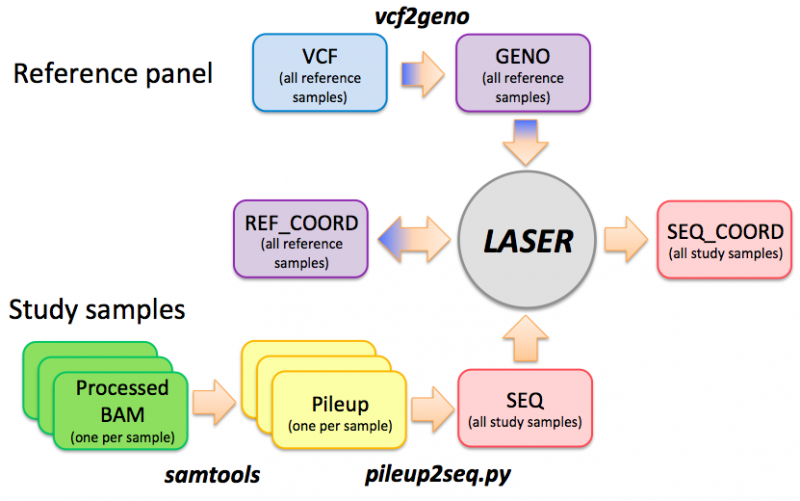 vcf2geno
Reference panel
VCF
(all reference
samples)
GENO
(all reference
samples)
REF_COORD
(all reference
samples)
LASER
SEQ_COORD
(all study samples)
Study samples
Processed
BAM
(one per sample)
Pileup
(one per sample)
SEQ
(all study samples)
samtools
pileup2seq.py